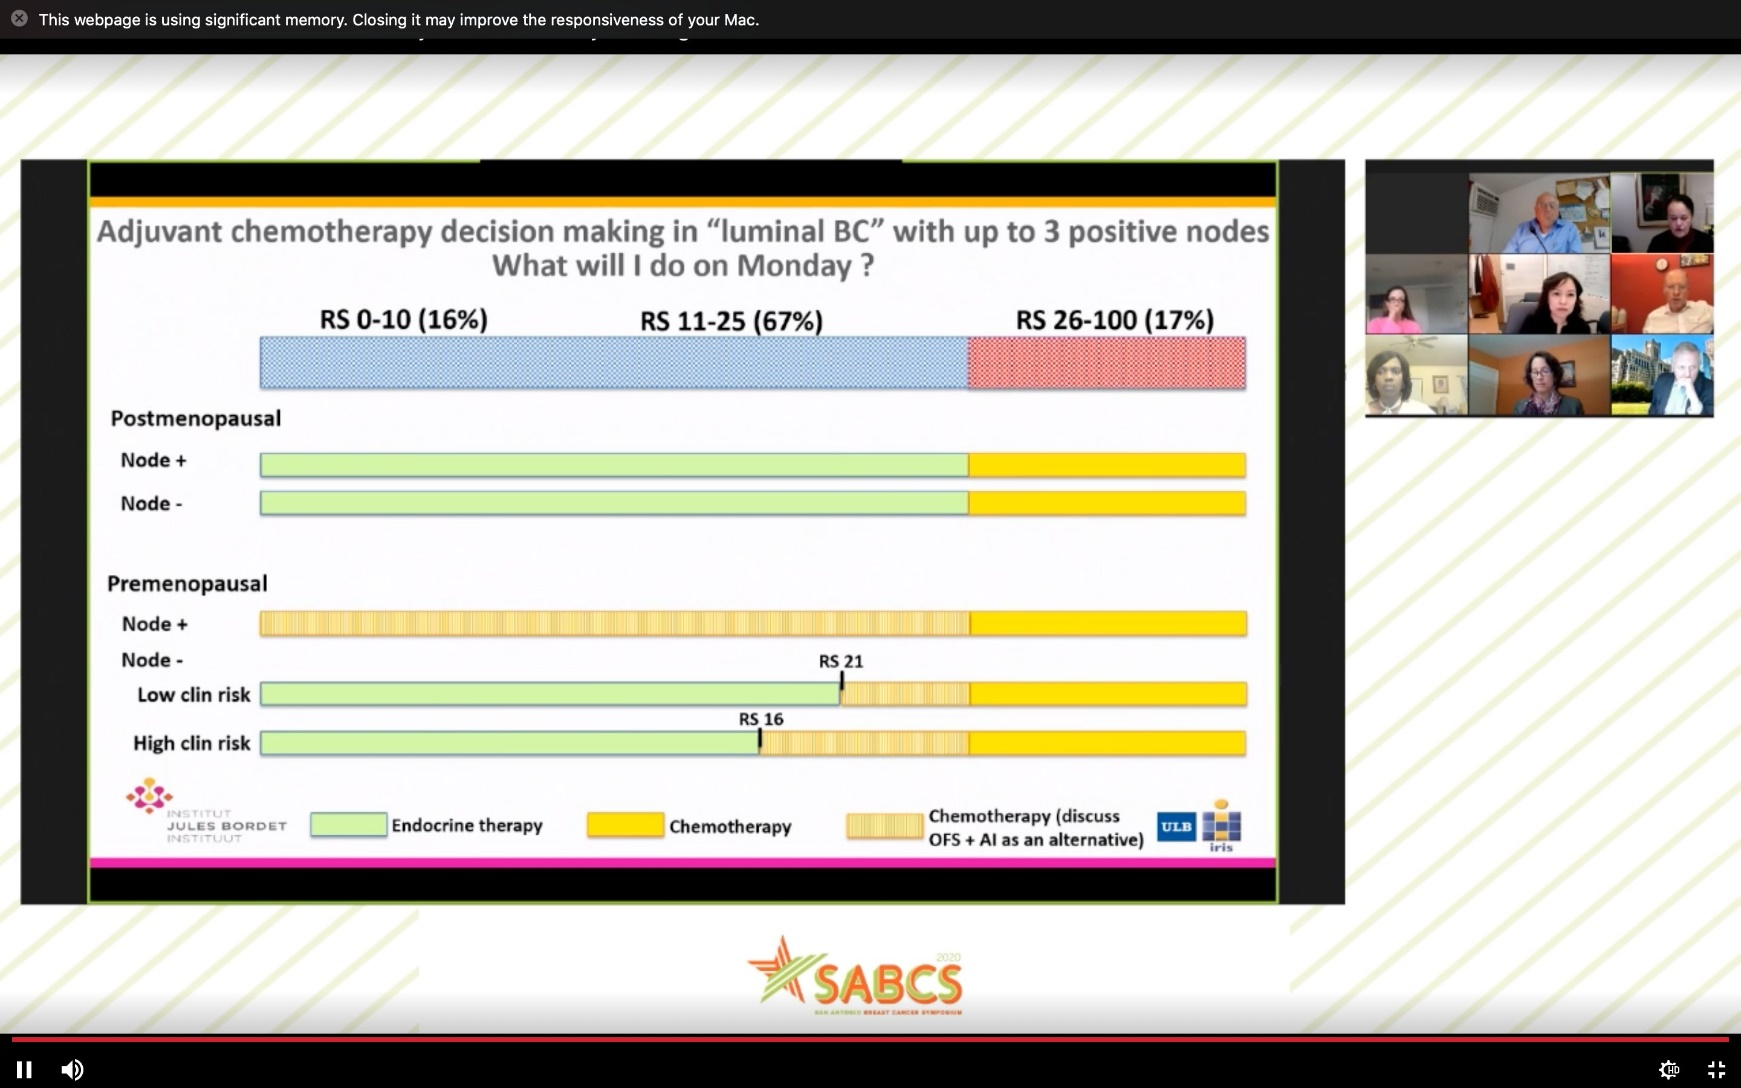 This webpage is using significant memory. Closing it may improve the responsiveness of your Mac.
Adjuvant chemotherapy decision making in “luminal BC” with up to 3 positive nodes
What will I do on Monday ?
RS 0-10 (16%)
RS 11-25 (67%)
RS 26-100 (17%)
Postmenopausal
Node +
Node -
Premenopausal
Node +
Node -
RS 21
Low clin risk
RS 16
High clin risk
INSTITUT
JULES BORDET
INSTITUUT
Endocrine therapy
Chemotherapy
Chemotherapy (discuss
OFS + AI as an alternative)
ULB
iris
2020
SABCS
SAN ANTONIO BREAST CANCER SYMPOSIUM
HD